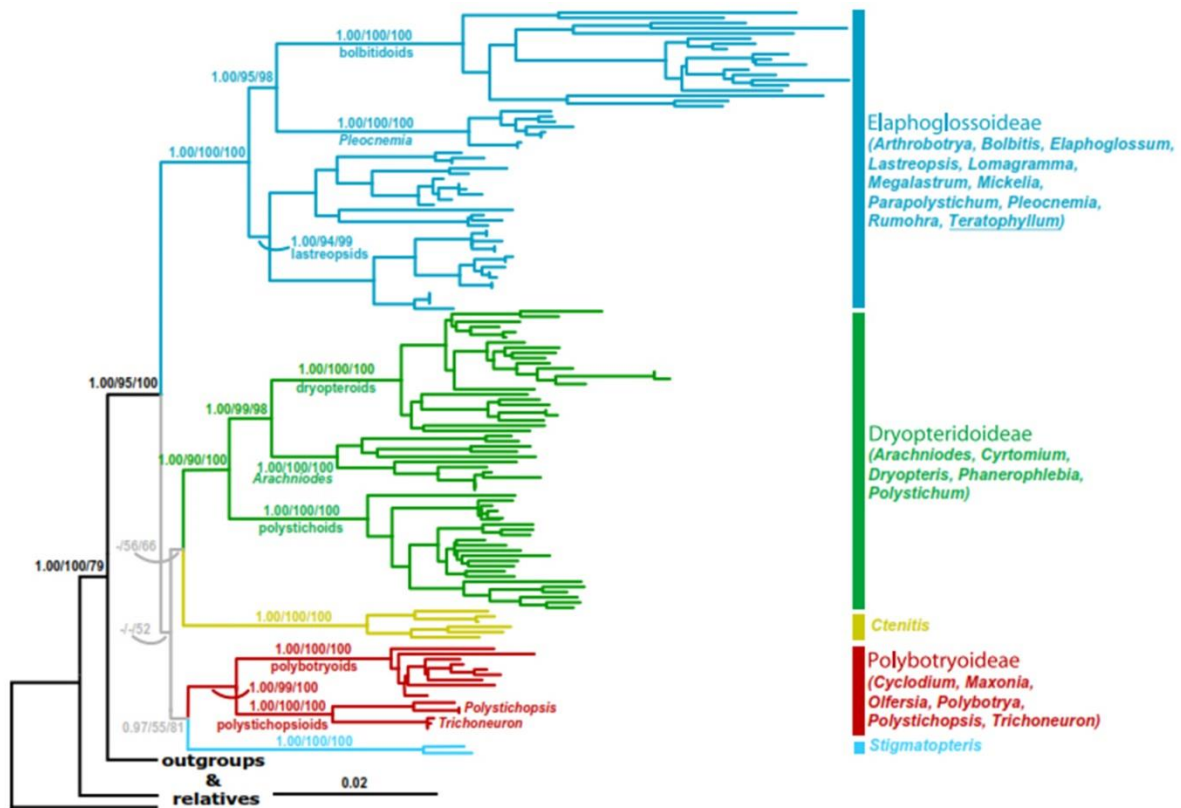 1.00/100/100
bolbitidoids
1.00/95/98
1.00/100/100
Pleocnemia
1.00/100/100
1.00/94/99
lastreopsids
Elaphoglossoideae
(Arthrobotrya, Bolbitis, Elaphoglossum,
Lastreopsis, Lomagramma,
Megalastrum, Mickelia,
Parapolystichum, Pleocnemia,
Rumohra, Teratophyllum)
1.00/100/100
dryopteroids
1.00/95/100
1.00/99/98
1.00/90/100
1.00/100/100
Arachniodes
1.00/100/100
polystichoids
Dryopteridoideae
(Arachniodes, Cyrtomium,
Dryopteris, Phanerophlebia,
Polystichum)
-/56/66
1.00/100/79
1.00/100/100
Ctenitis
-/-/52
1.00/100/100
polybotryoids
1.00/99/100
1.00/100/100
polystichopsioids
Polystichopsis
Trichoneuron
Polybotryoideae
(Cyclodium, Maxonia,
Olfersia, Polybotrya,
Polystichopsis, Trichoneuron)
0.97/55/81
1.00/100/100
Stigmatopteris
outgroups
&
relatives
0.02